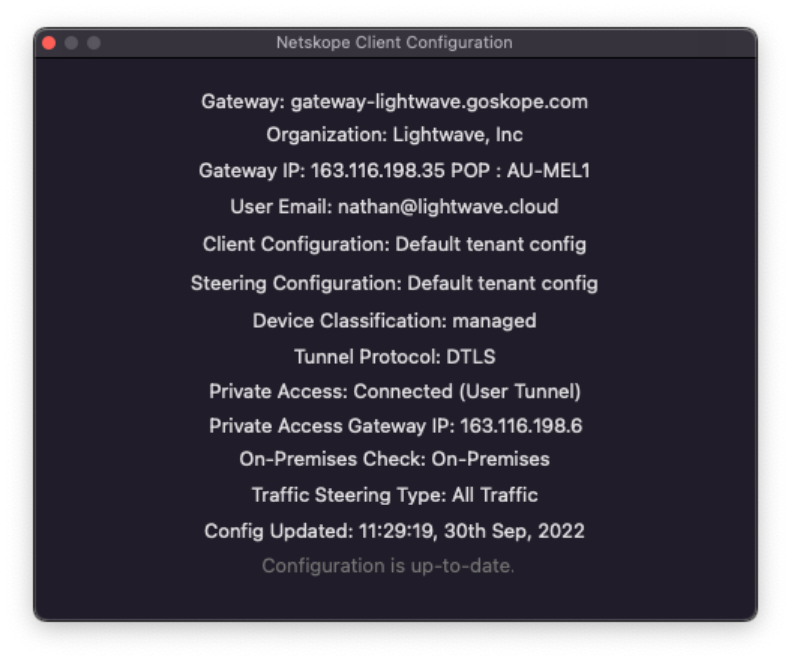 Netskope Client Configuration
Gateway: gateway-lightwave.goskope.com
Organization: Lightwave, Inc
Gateway IP: 163.116.198.35 POP : AU-MEL1
User Email: nathan@lightwave.cloud
Client Configuration: Default tenant config
Steering Configuration: Default tenant config
Device Classification: managed
Tunnel Protocol: DTLS
Private Access: Connected (User Tunnel)
Private Access Gateway IP: 163.116.198.6
On-Premises Check: On-Premises
Traffic Steering Type: All Traffic
Config Updated: 11:29:19, 30th Sep, 2022
Configuration is up-to-date.